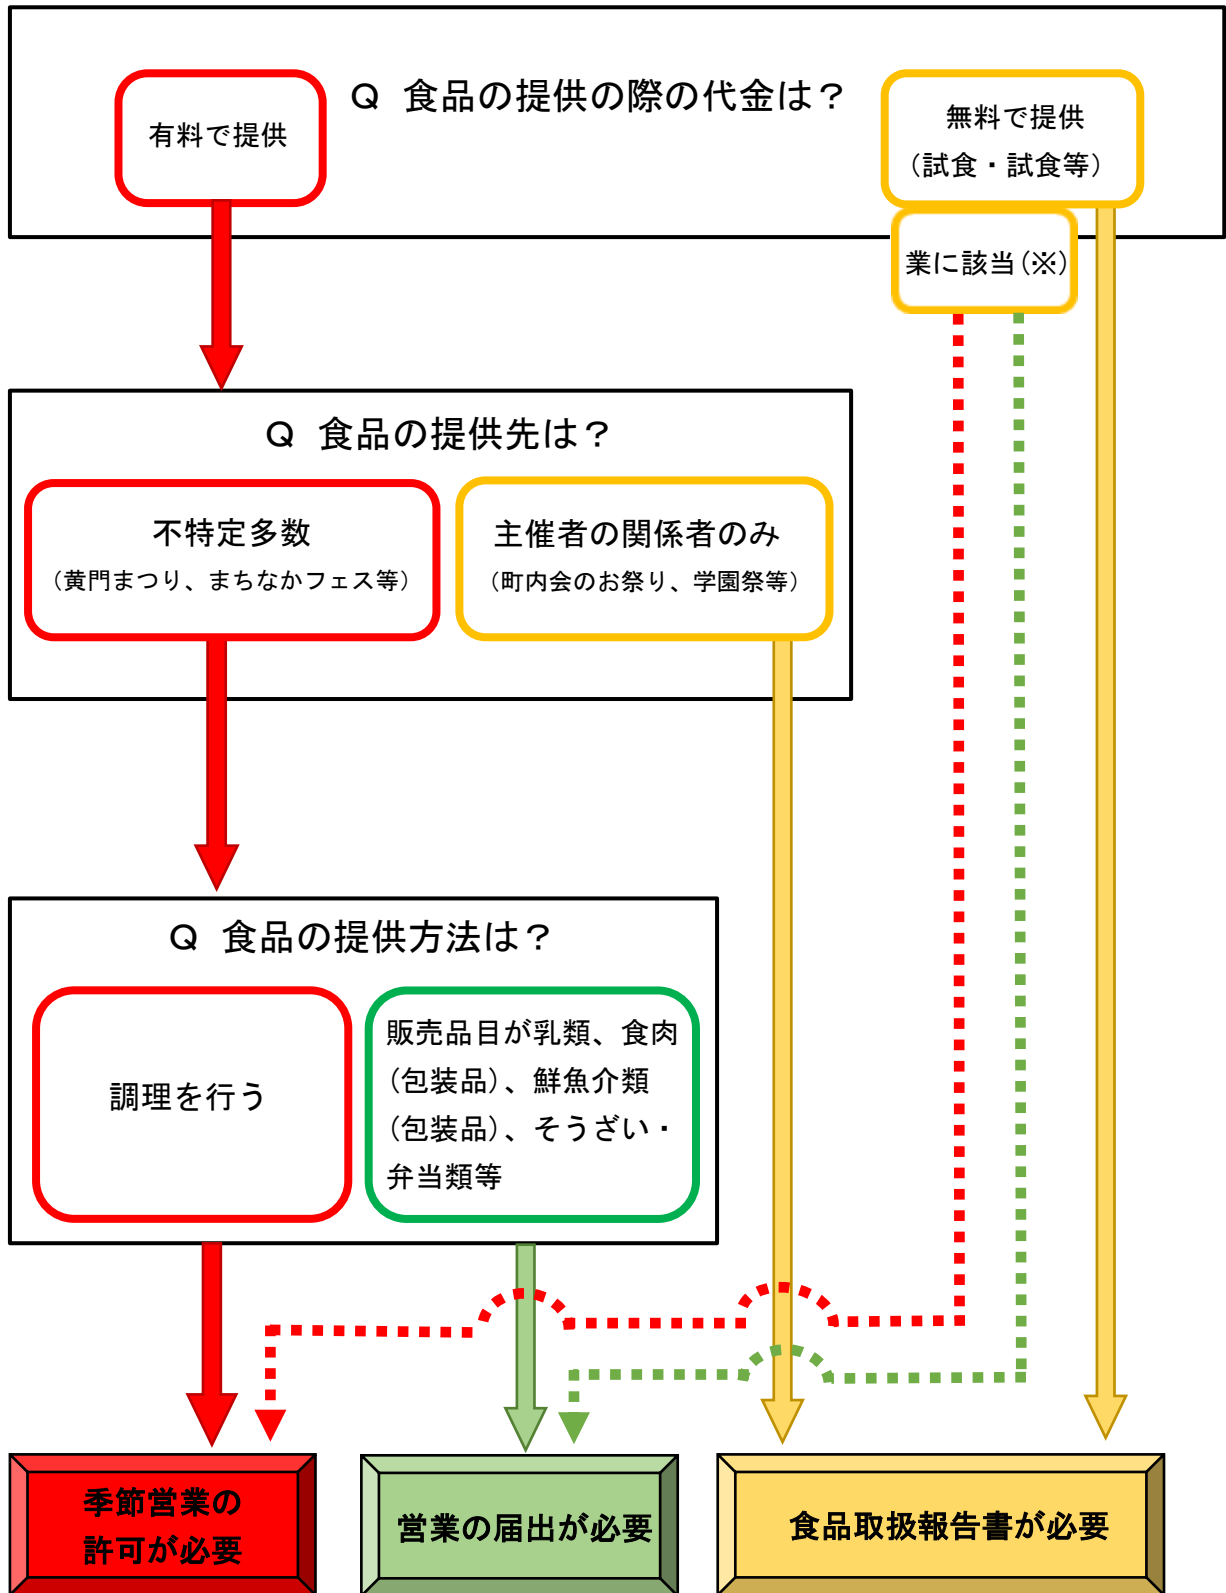 Q 食品の提供の際の代金は？
有料で提供
無料で提供
（試食・試食等）
業に該当(※)
Q 食品の提供先は？
不特定多数
（黄門まつり、まちなかフェス等）
主催者の関係者のみ
（町内会のお祭り、学園祭等）
Q 食品の提供方法は？
調理を行う
販売品目が乳類、食肉
(包装品)、鮮魚介類
(包装品)、そうざい・
弁当類等
季節営業の
許可が必要
営業の届出が必要
食品取扱報告書が必要